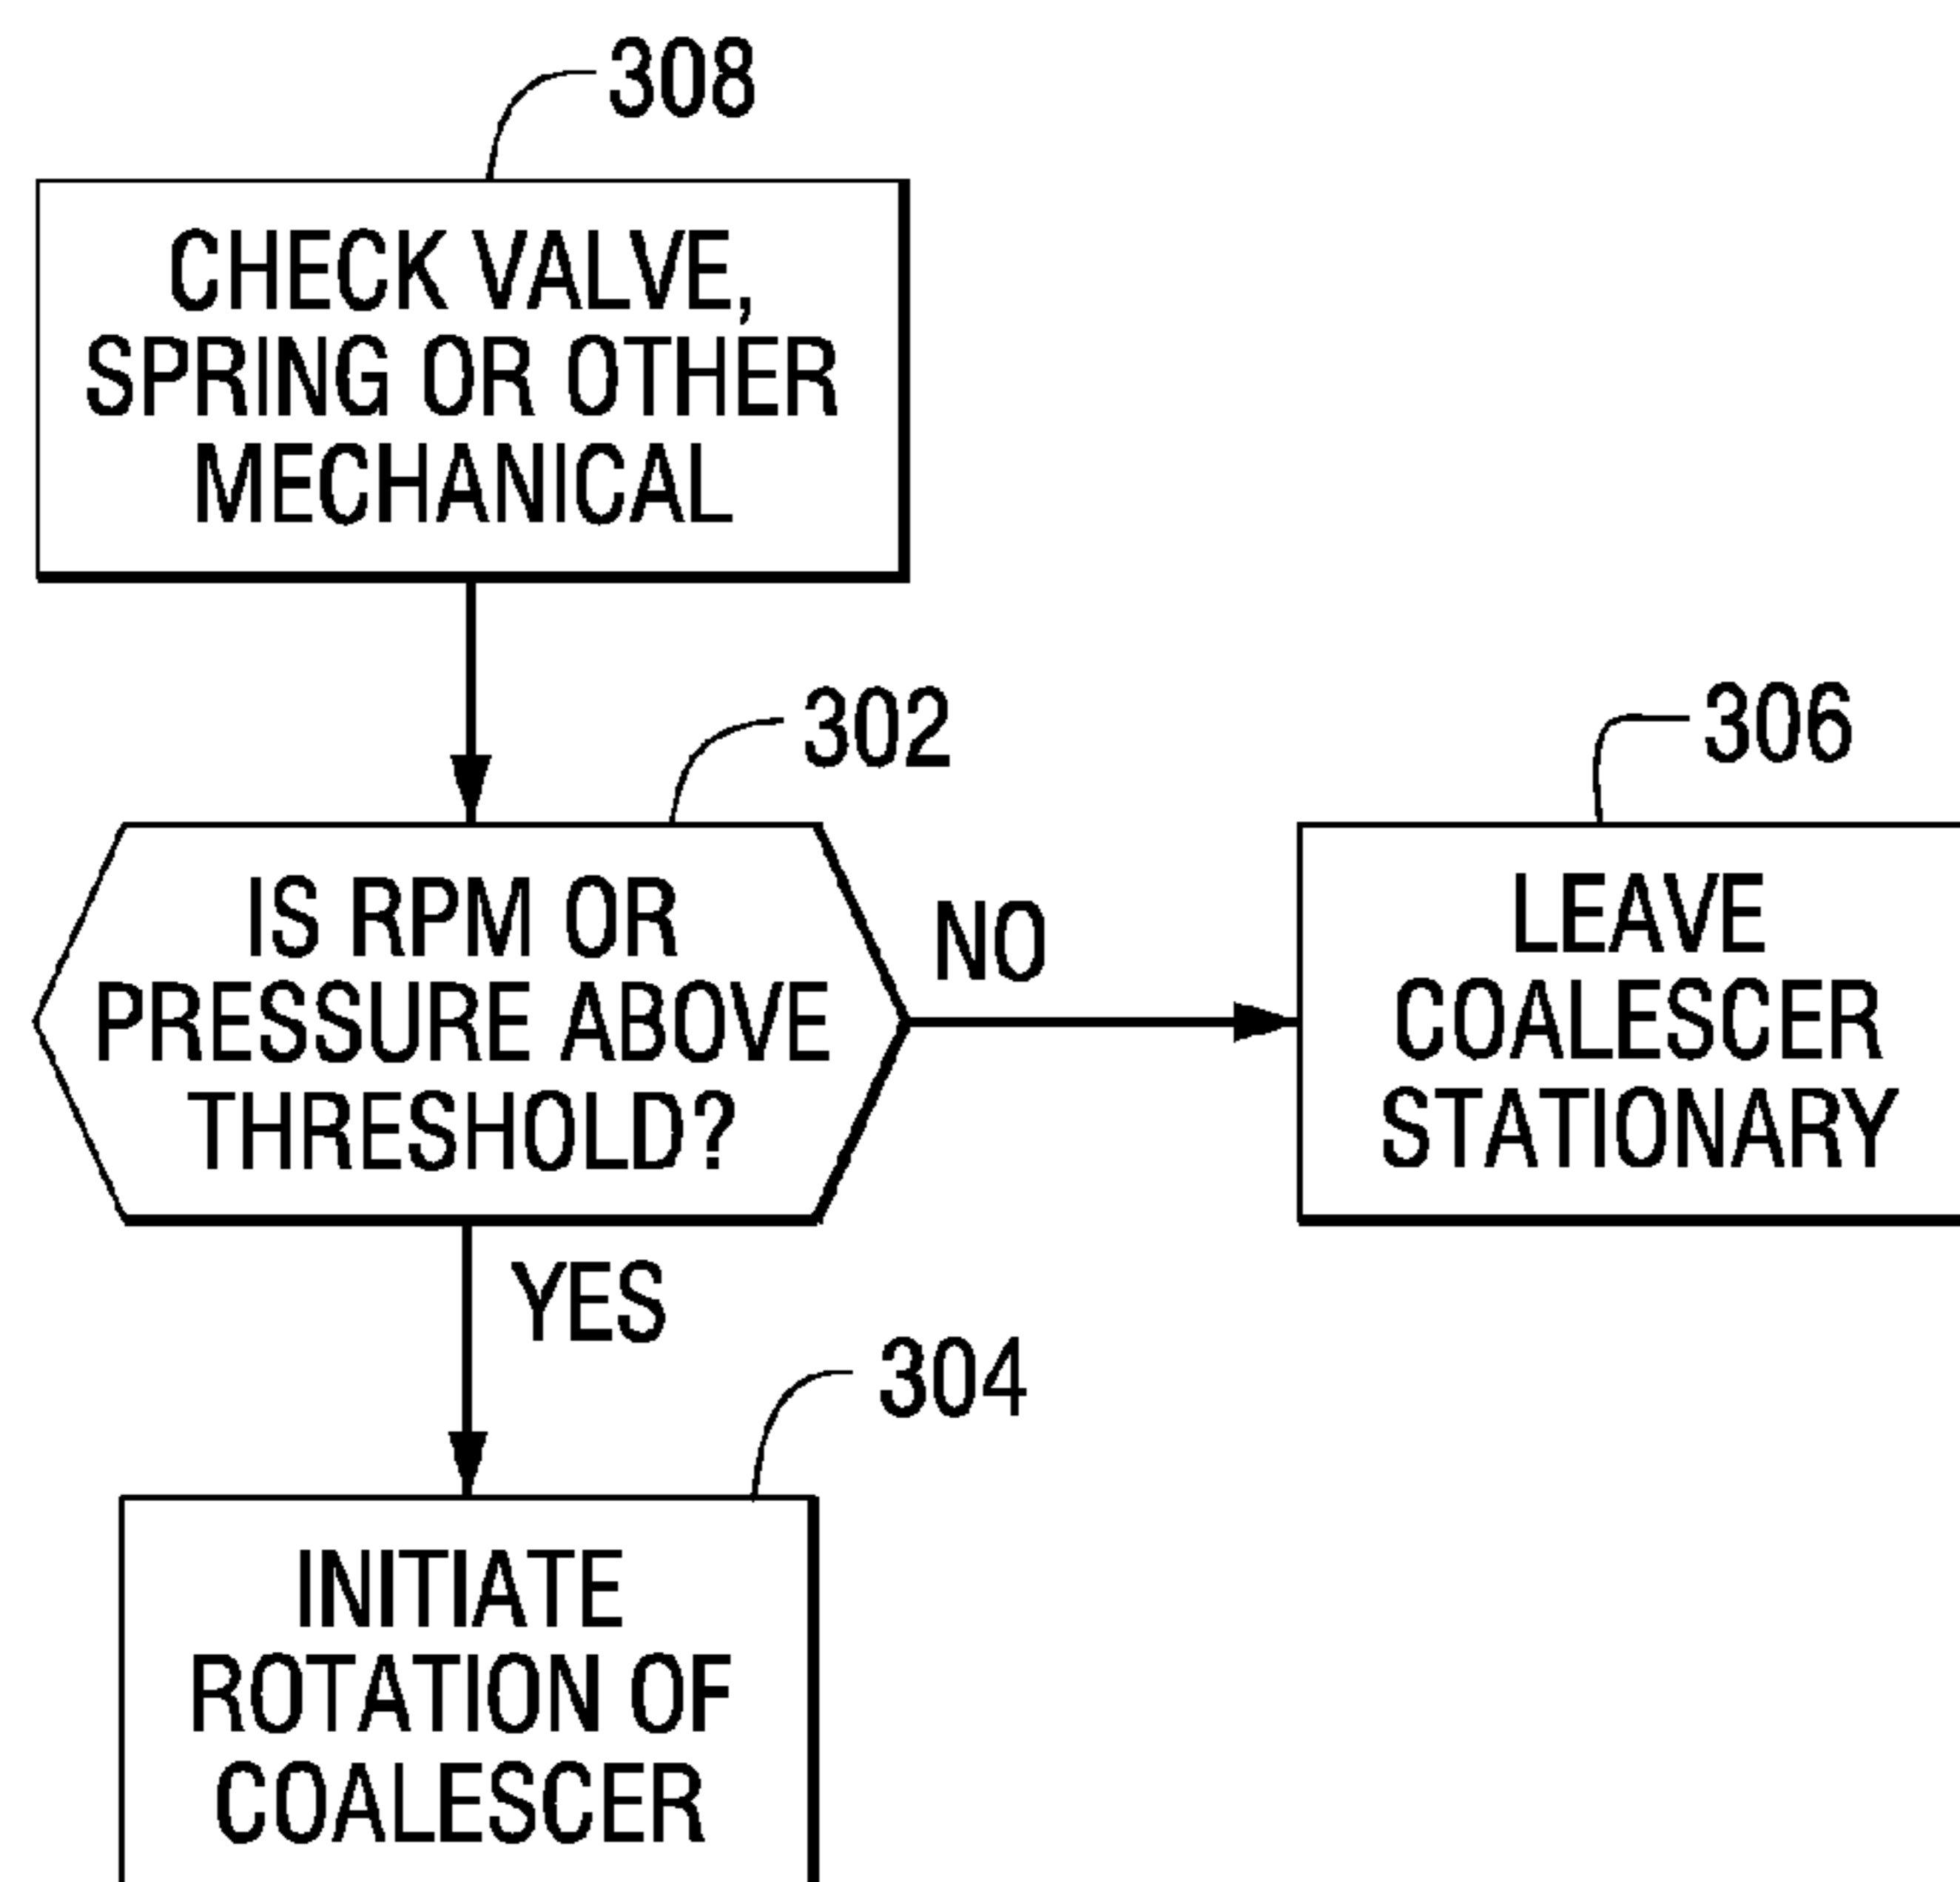 308
CHECK VALVE,
SPRING OR OTHER
MECHANICAL
302
IS RPM OR
PRESSURE ABOVE
THRESHOLD?
NO
306
LEAVE
COALESCER
STATIONARY
YES
304
INITIATE
ROTATION OF
COALESCER